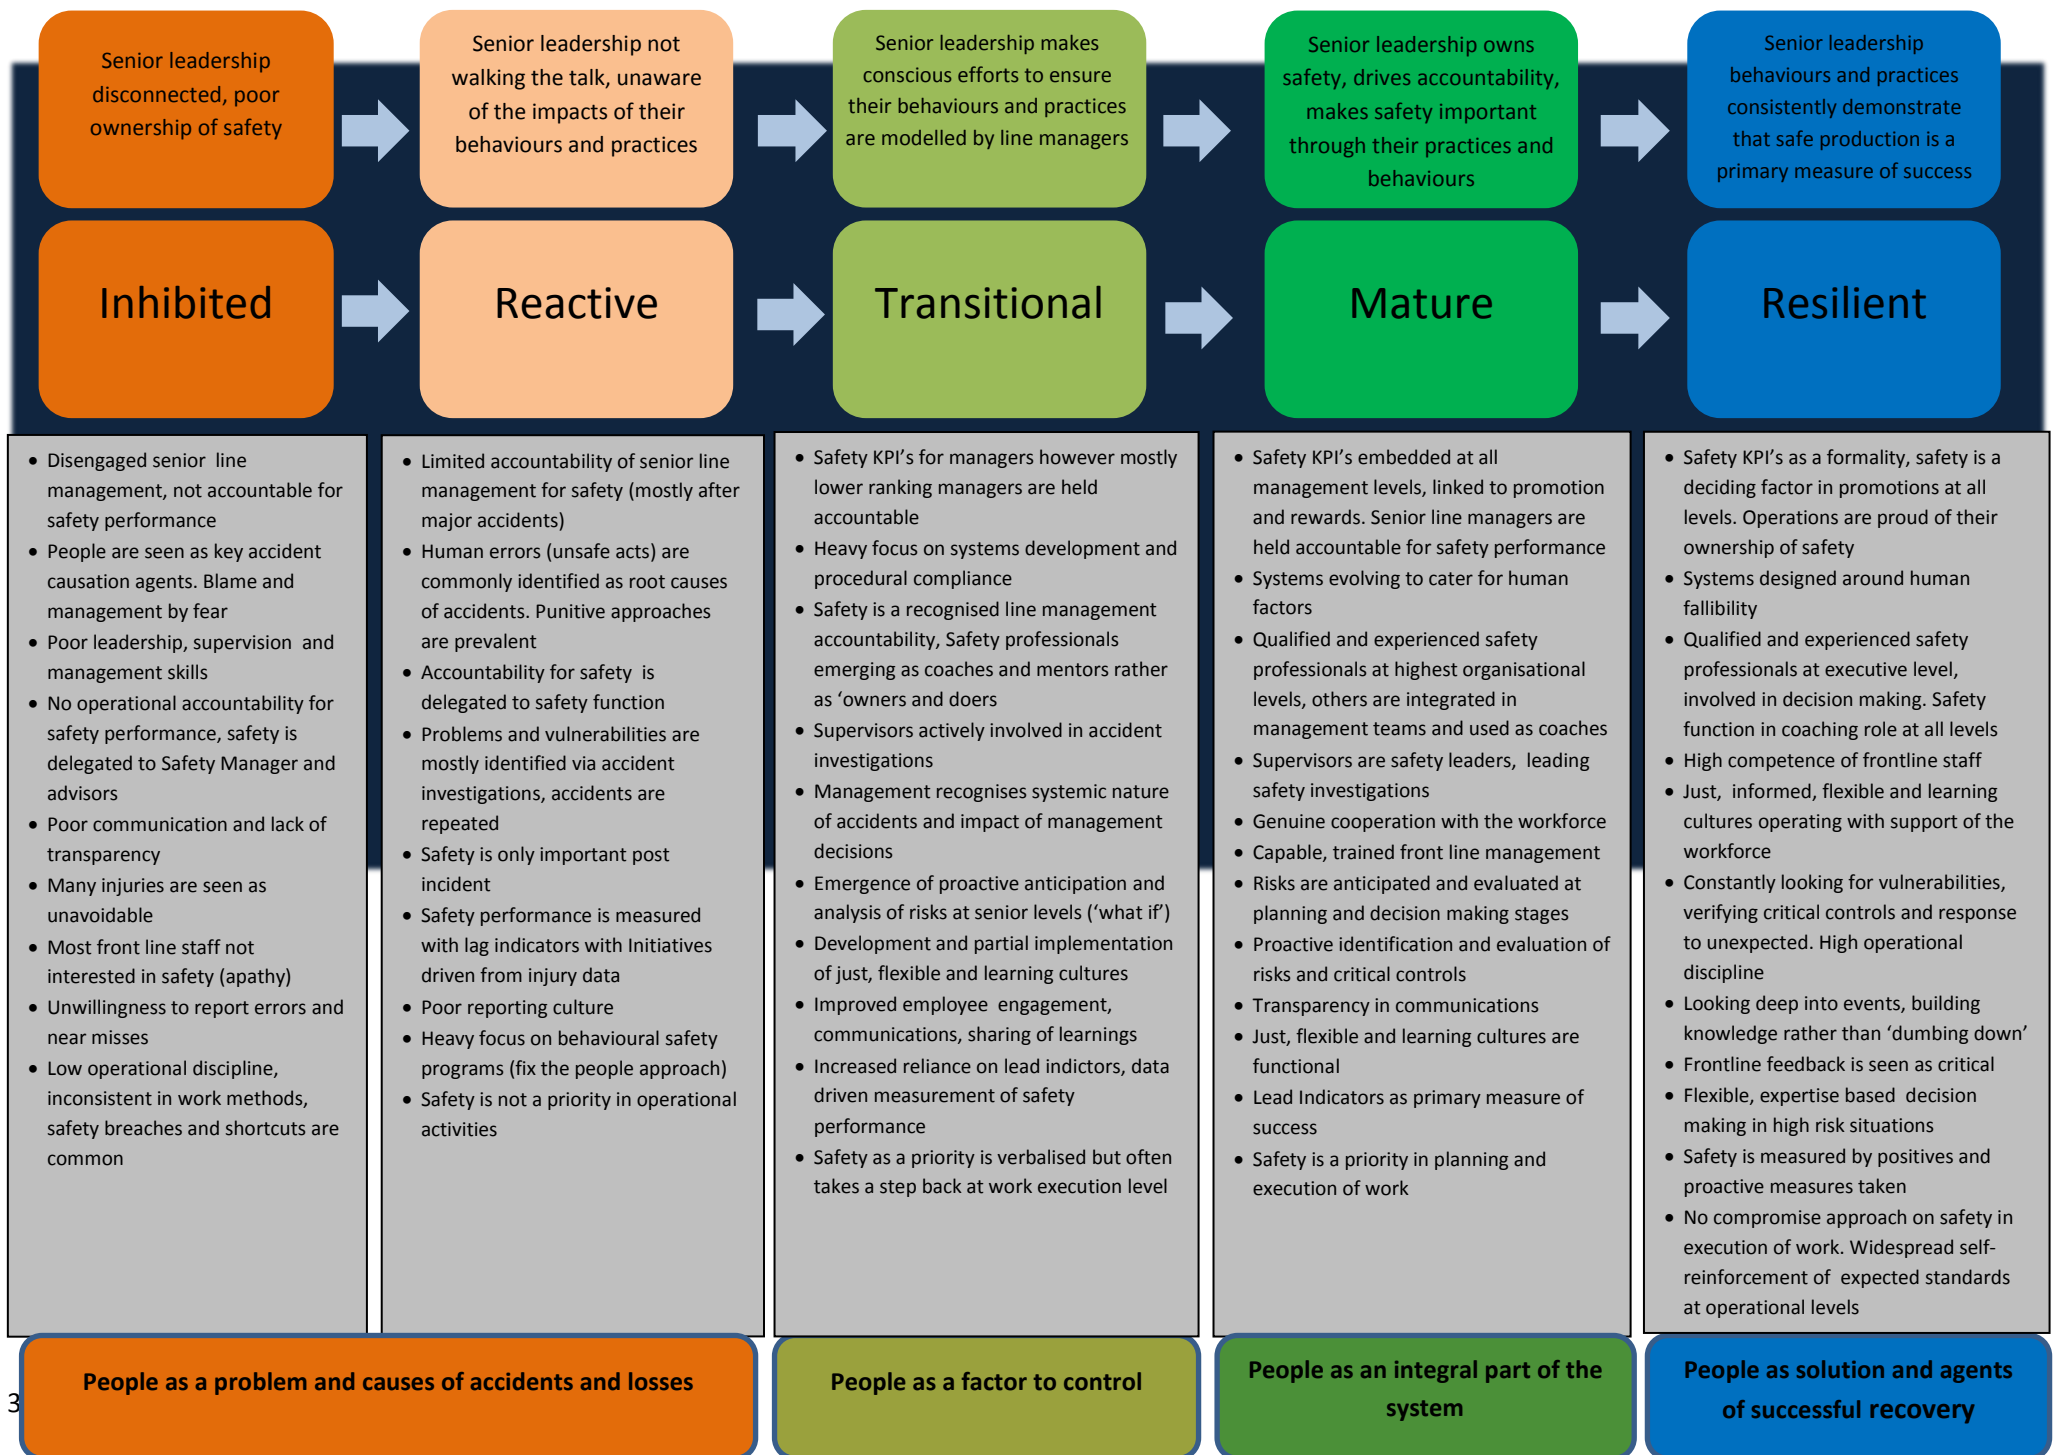 Senior leadership
disconnected, poor
ownership of safety
Senior leadership not
walking the talk, unaware
of the impacts of their
behaviours and practices
Senior leadership makes
conscious efforts to ensure
their behaviours and practices
are modelled by line managers
Senior leadership owns
safety, drives accountability,
makes safety important
through their practices and
behaviours
Senior leadership
behaviours and practices
consistently demonstrate
that safe production is a
primary measure of success
Inhibited
Reactive
Transitional
Mature
Resilient
• Disengaged senior line
management, not accountable for
safety performance
• People are seen as key accident
causation agents. Blame and
management by fear
• Poor leadership, supervision and
management skills
• No operational accountability for
safety performance, safety is
delegated to Safety Manager and
advisors
• Poor communication and lack of
transparency
• Many injuries are seen as
unavoidable
• Most front line staff not
interested in safety (apathy)
• Unwillingness to report errors and
near misses
• Low operational discipline,
inconsistent in work methods,
safety breaches and shortcuts are
common
• Limited accountability of senior line
management for safety (mostly after
major accidents)
• Human errors (unsafe acts) are
commonly identified as root causes
of accidents. Punitive approaches
are prevalent
• Accountability for safety is
delegated to safety function
• Problems and vulnerabilities are
mostly identified via accident
investigations, accidents are
repeated
• Safety is only important post
incident
• Safety performance is measured
with lag indicators with Initiatives
driven from injury data
• Poor reporting culture
• Heavy focus on behavioural safety
programs (fix the people approach)
• Safety is not a priority in operational
activities
• Safety KPI's for managers however mostly
lower ranking managers are held
accountable
• Heavy focus on systems development and
procedural compliance
• Safety is a recognised line management
accountability, Safety professionals
emerging as coaches and mentors rather
as ‘owners and doers
• Supervisors actively involved in accident
investigations
• Management recognises systemic nature
of accidents and impact of management
decisions
• Emergence of proactive anticipation and
analysis of risks at senior levels (‘what if’)
• Development and partial implementation
of just, flexible and learning cultures
• Improved employee engagement,
communications, sharing of learnings
• Increased reliance on lead indictors, data
driven measurement of safety
performance
• Safety as a priority is verbalised but often
takes a step back at work execution level
• Safety KPI's embedded at all
management levels, linked to promotion
and rewards. Senior line managers are
held accountable for safety performance
• Systems evolving to cater for human
factors
• Qualified and experienced safety
professionals at highest organisational
levels, others are integrated in
management teams and used as coaches
• Supervisors are safety leaders, leading
safety investigations
• Genuine cooperation with the workforce
• Capable, trained front line management
• Risks are anticipated and evaluated at
planning and decision making stages
• Proactive identification and evaluation of
risks and critical controls
• Transparency in communications
• Just, flexible and learning cultures are
functional
• Lead Indicators as primary measure of
success
• Safety is a priority in planning and
execution of work
• Safety KPI's as a formality, safety is a
deciding factor in promotions at all
levels. Operations are proud of their
ownership of safety
• Systems designed around human
fallibility
• Qualified and experienced safety
professionals at executive level,
involved in decision making. Safety
function in coaching role at all levels
• High competence of frontline staff
• Just, informed, flexible and learning
cultures operating with support of the
workforce
• Constantly looking for vulnerabilities,
verifying critical controls and response
to unexpected. High operational
discipline
• Looking deep into events, building
knowledge rather than ‘dumbing down’
• Frontline feedback is seen as critical
• Flexible, expertise based decision
making in high risk situations
• Safety is measured by positives and
proactive measures taken
• No compromise approach on safety in
execution of work. Widespread self-
reinforcement of expected standards
at operational levels
People as a problem and causes of accidents and losses
People as a factor to control
People as an integral part of the
system
People as solution and agents
of successful recovery
3